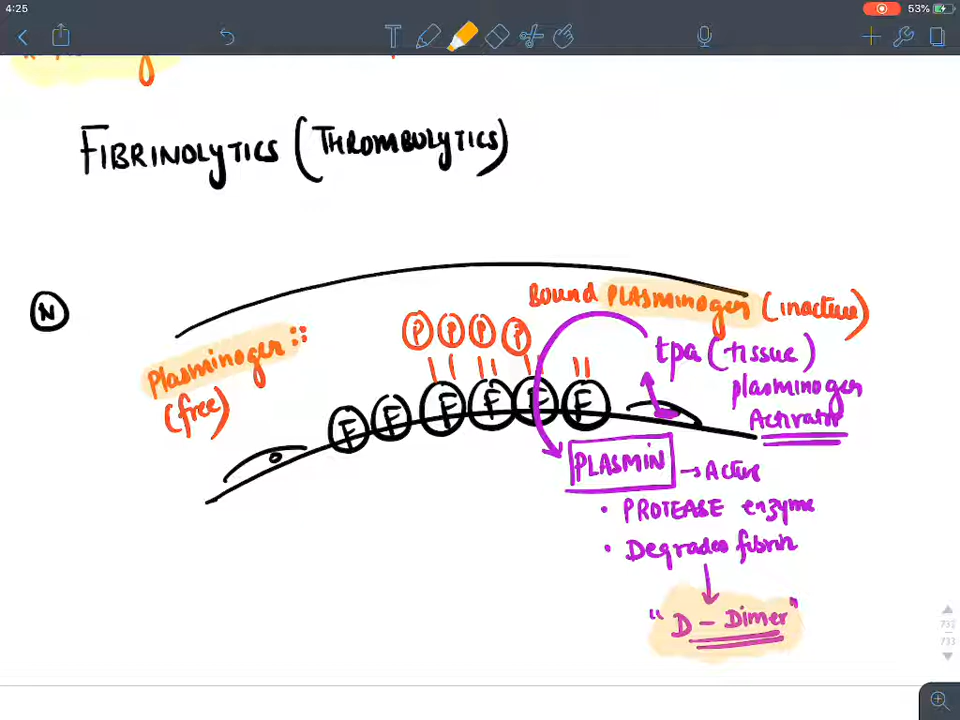 4:25
53%
T
FIBRINOLYTICS (THROMBOLYTICS)
N
Bound PLASMINOGEN (inactive)
Plasminogen
(free)
P P P P
tpa (tissue)
plasminogen
Activator
F F F F F F
PLASMIN → Active
• PROTEASE enzyme
• Degrades fibrin
"D - Dimer"
733